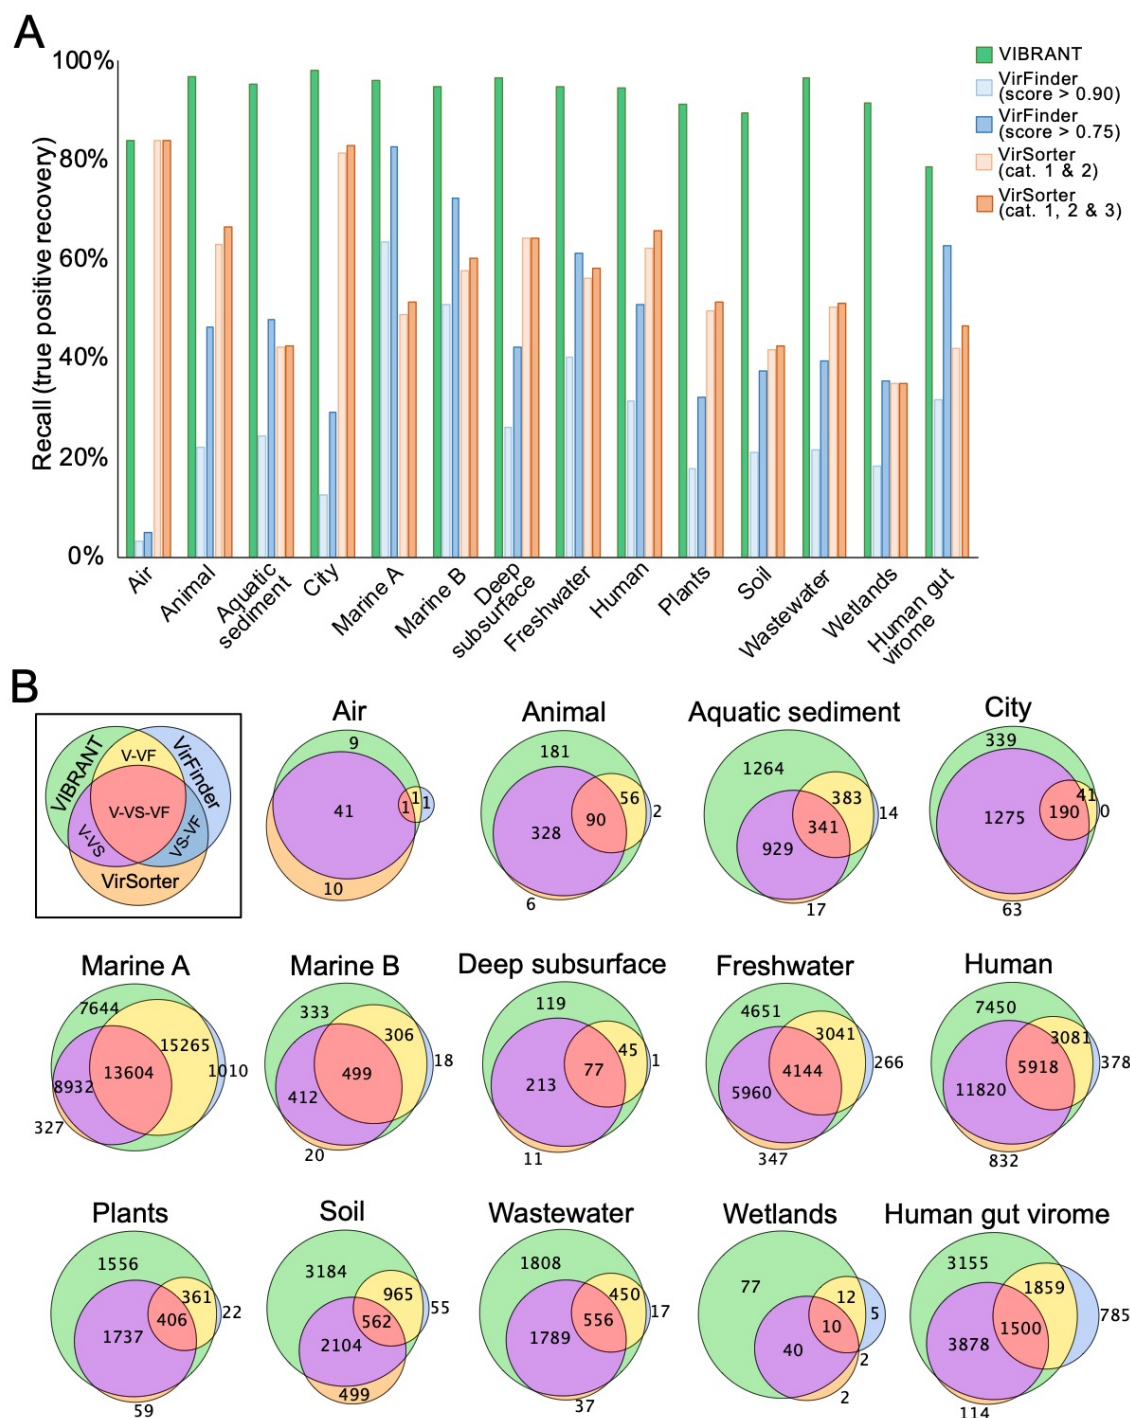 A
100%
80%
60%
40%
20%
0%
Recall (true positive recovery)
VIBRANT
VirFinder
(score > 0.90)
VirFinder
(score > 0.75)
VirSorter
(cat. 1 & 2)
VirSorter
(cat. 1, 2 & 3)
Air
Animal
Aquatic
sediment
City
Marine A
Marine B
Deep
subsurface
Freshwater
Human
Plants
Soil
Wastewater
Wetlands
Human gut
virome
B
VIBRANT
V-VF
VirFinder
V-VS-VF
V-VS
VS-VF
VirSorter
Air
9
41
1
1
1
10
Animal
181
56
2
328
90
6
Aquatic sediment
1264
383
14
341
929
17
City
339
41
0
1275
190
63
Marine A
7644
15265
1010
13604
8932
327
Marine B
333
306
18
499
412
20
Deep subsurface
119
45
1
77
213
11
Freshwater
4651
3041
266
4144
5960
347
Human
7450
3081
378
5918
11820
832
Plants
1556
361
22
406
1737
59
Soil
3184
965
55
562
2104
499
Wastewater
1808
450
17
556
1789
37
Wetlands
77
12
5
10
40
2
2
Human gut virome
3155
1859
785
1500
3878
114